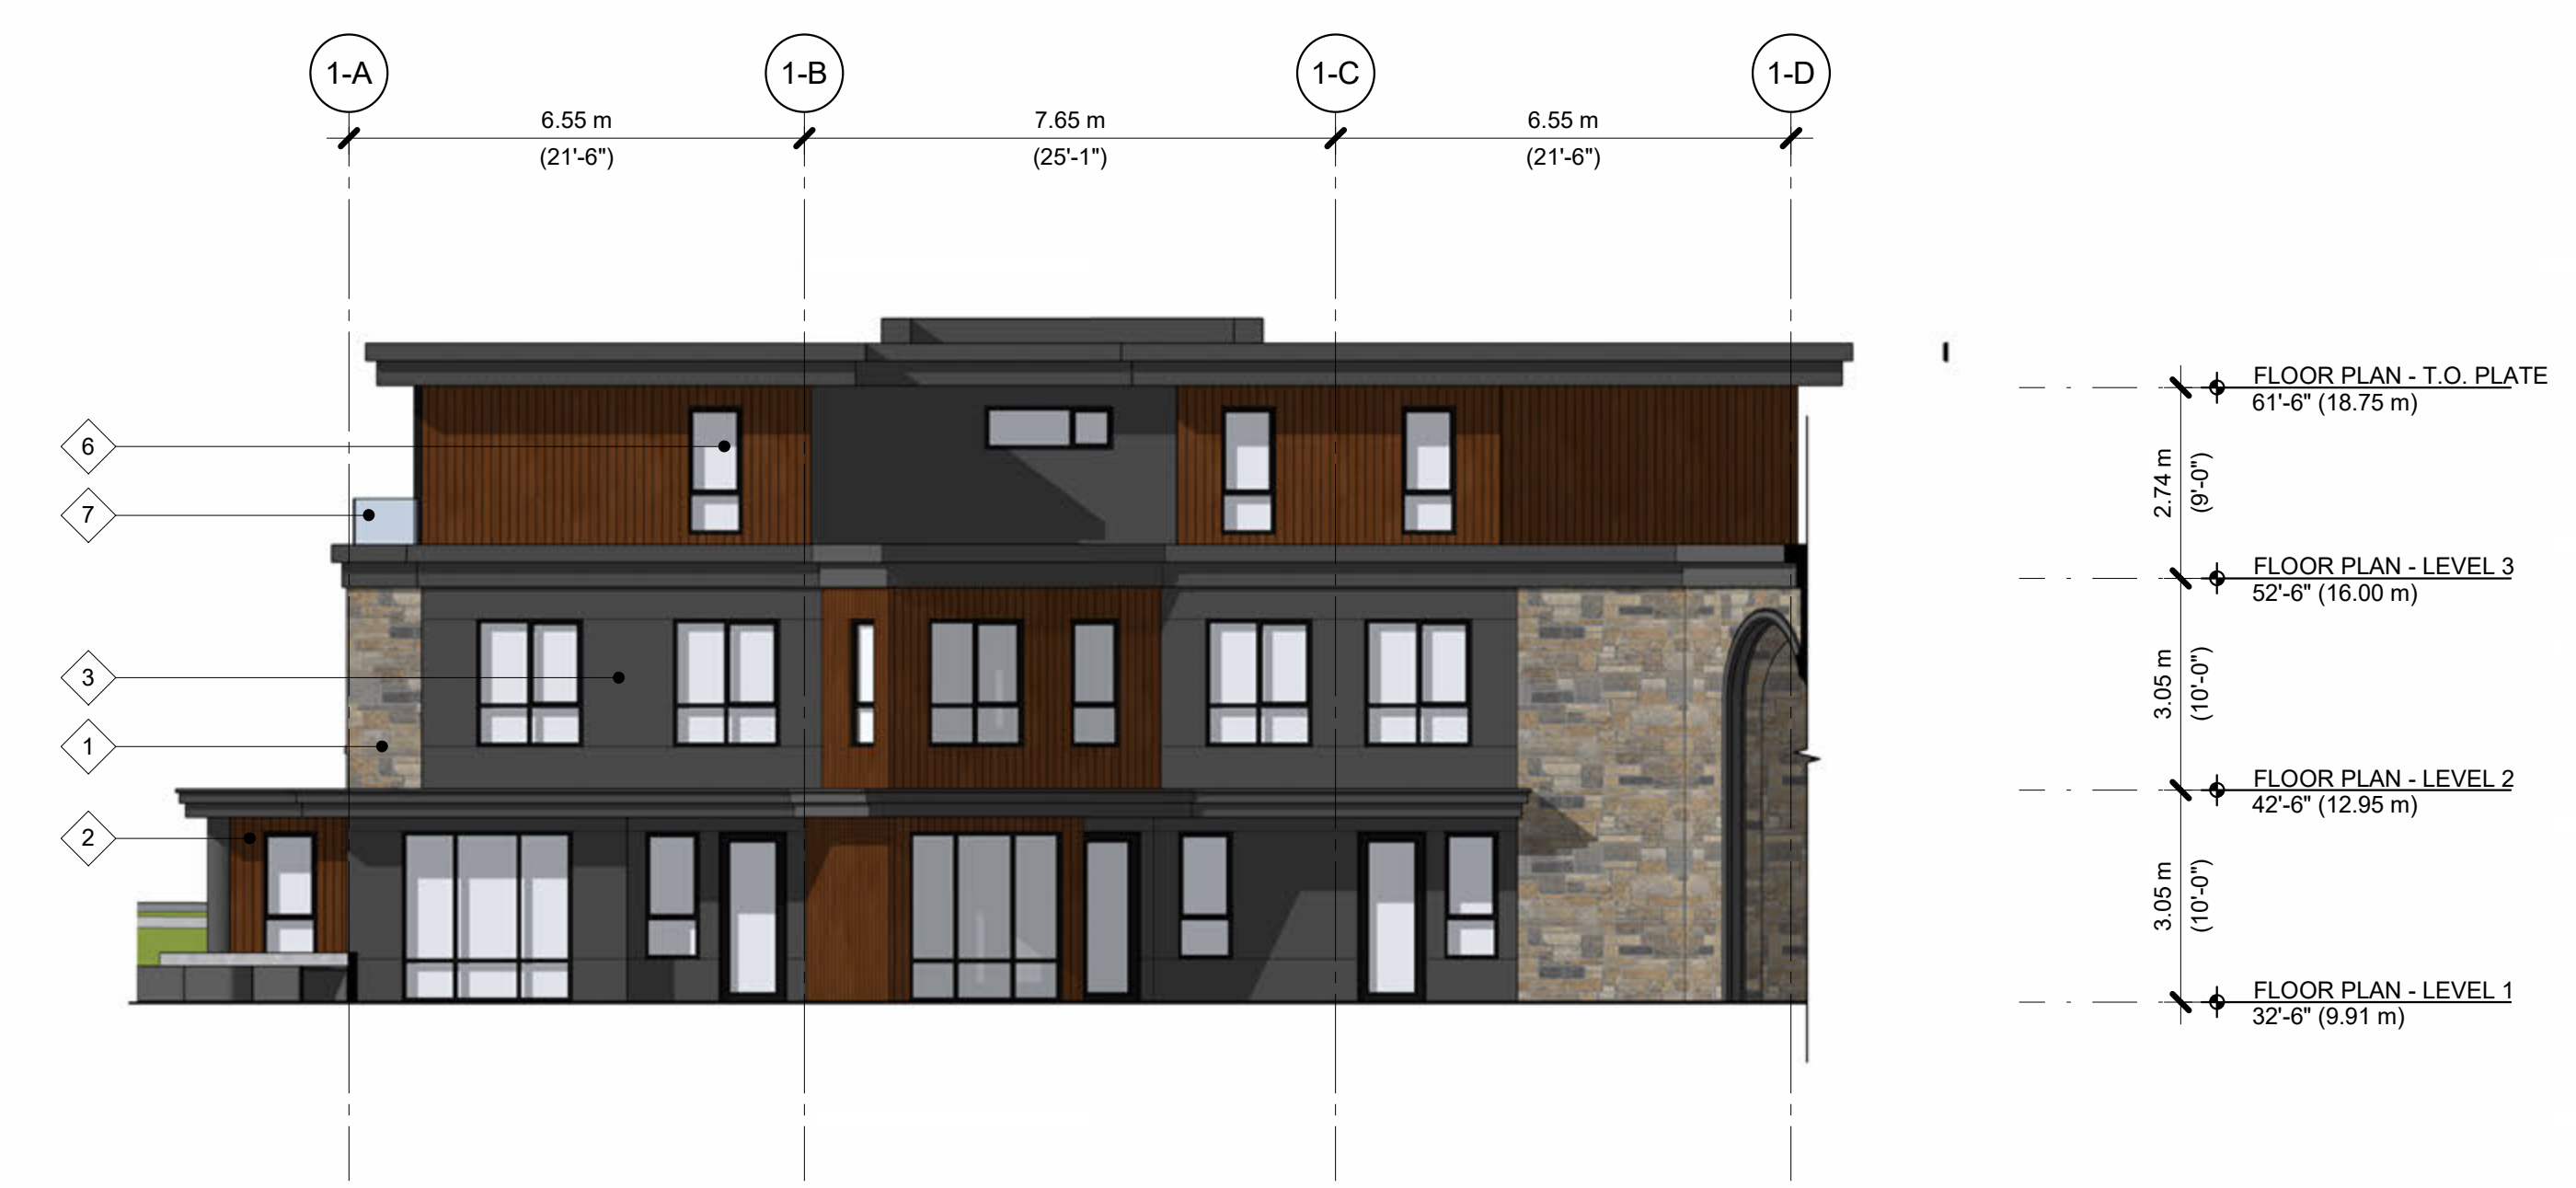 1-A
1-B
1-C
1-D
6.55 m
(21'-6")
7.65 m
(25'-1")
6.55 m
(21'-6")
6
7
3
1
2
FLOOR PLAN - T.O. PLATE
61'-6" (18.75 m)
2.74 m
(9'-0")
FLOOR PLAN - LEVEL 3
52'-6" (16.00 m)
3.05 m
(10'-0")
FLOOR PLAN - LEVEL 2
42'-6" (12.95 m)
3.05 m
(10'-0")
FLOOR PLAN - LEVEL 1
32'-6" (9.91 m)